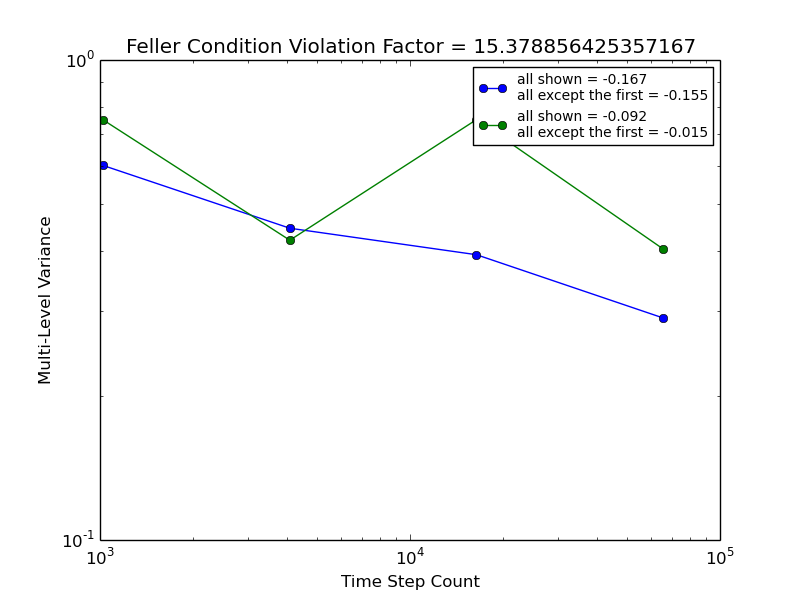 Feller Condition Violation Factor = 15.378856425357167
10^0
all shown = -0.167
all except the first = -0.155
all shown = -0.092
all except the first = -0.015
Multi-Level Variance
10^-1
10^3
10^4
10^5
Time Step Count